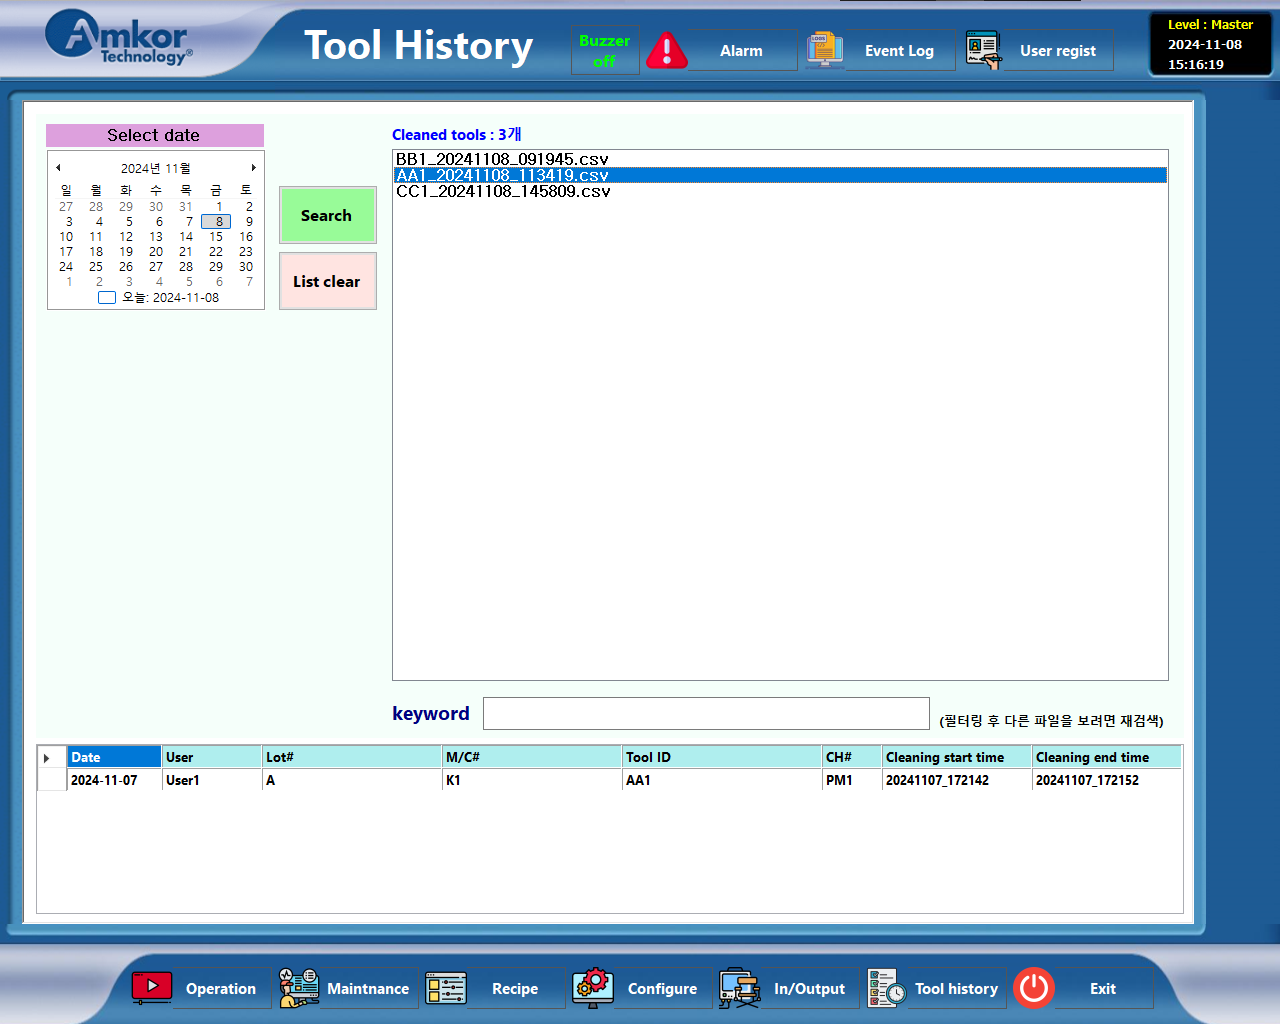 Amkor
Technology®
Tool History
Buzzer
off
Alarm
Event Log
User regist
Level : Master
2024-11-08
15:16:19
Select date
2024년 11월
일 월 화 수 목 금 토
27 28 29 30 31 1 2
3 4 5 6 7 8 9
10 11 12 13 14 15 16
17 18 19 20 21 22 23
24 25 26 27 28 29 30
1 2 3 4 5 6 7
오늘: 2024-11-08
Search
List clear
Cleaned tools : 3개
BB1_20241108_091945.csv
AA1_20241108_113419.csv
CC1_20241108_145809.csv
keyword
(필터링 후 다른 파일을 보려면 재검색)
Date User Lot# M/C# Tool ID CH# Cleaning start time Cleaning end time
2024-11-07 User1 A K1 AA1 PM1 20241107_172142 20241107_172152
Operation
Maintnance
Recipe
Configure
In/Output
Tool history
Exit